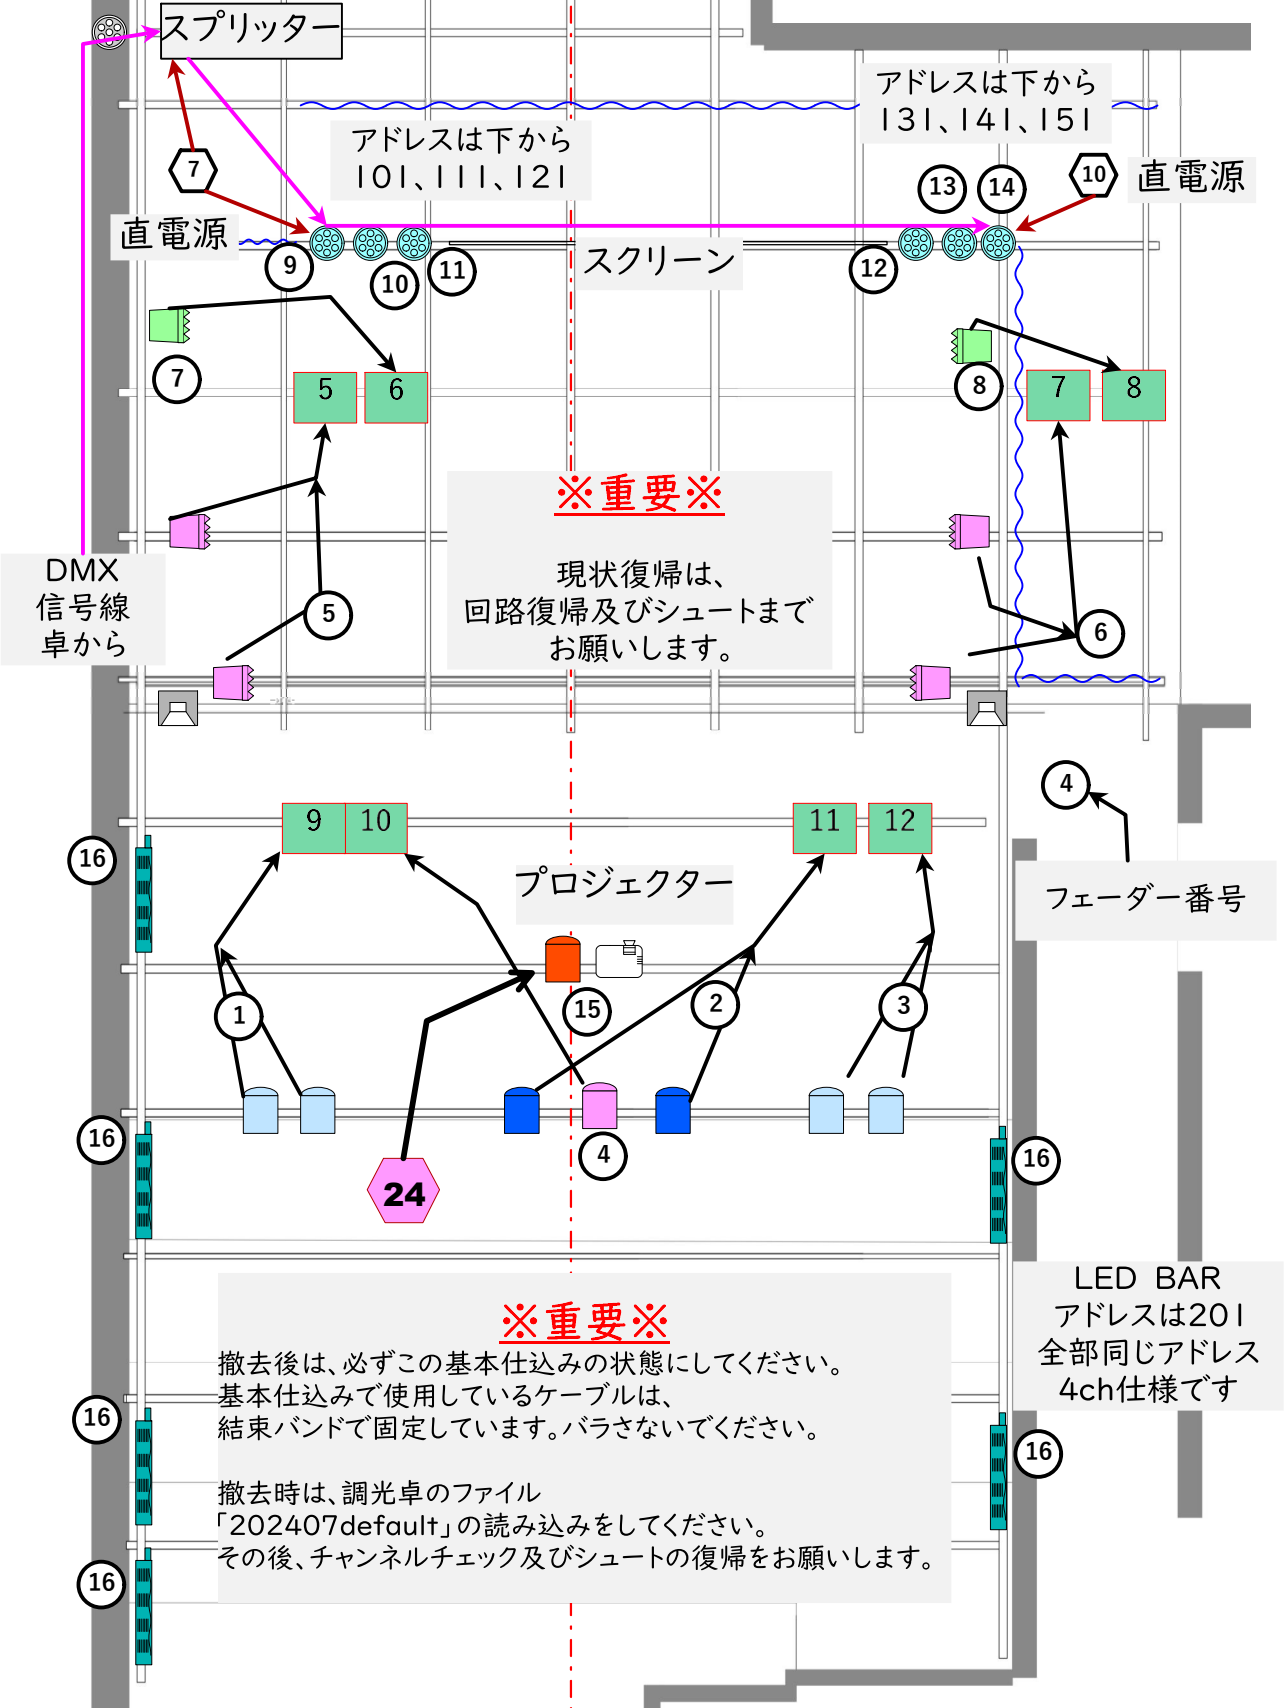 スプリッター
アドレスは下から
131、141、151
アドレスは下から
101、111、121
7
13
14
10
直電源
直電源
スクリーン
9
10
11
12
7
8
5
6
7
8
※重要※
現状復帰は、
回路復帰及びシュートまで
お願いします。
DMX
信号線
卓から
5
6
4
9
10
11
12
16
プロジェクター
フェーダー番号
1
15
2
3
16
4
16
24
LED BAR
アドレスは201
全部同じアドレス
4ch仕様です
※重要※
撤去後は、必ずこの基本仕込みの状態にしてください。
基本仕込みで使用しているケーブルは、
結束バンドで固定しています。バラさないでください。
16
16
撤去時は、調光卓のファイル
「202407default」の読み込みをしてください。
その後、チャンネルチェック及びシュートの復帰をお願いします。
16